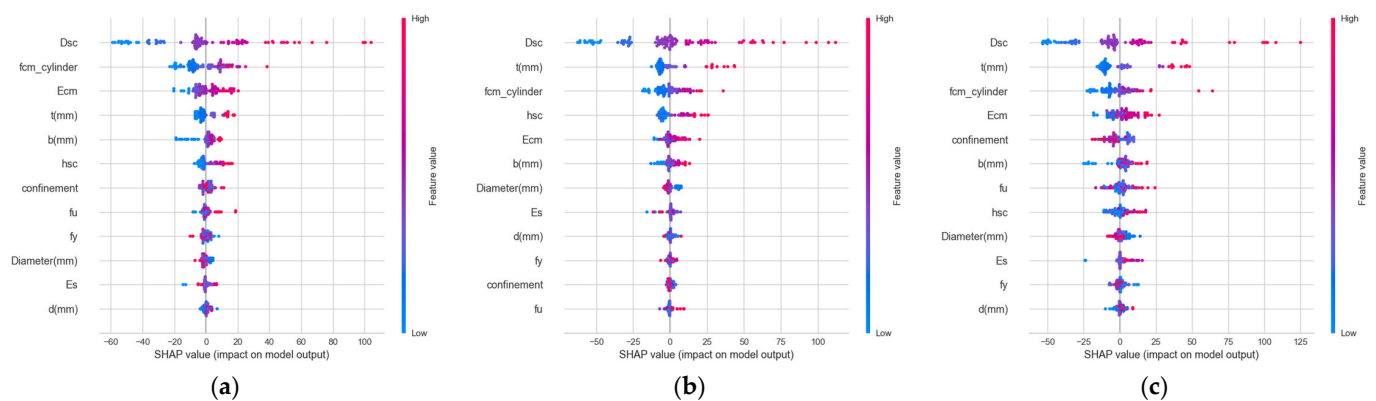 Dsc
fcm_cylinder
Ecm
t(mm)
b(mm)
hsc
confinement
fu
fy
Diameter(mm)
Es
d(mm)
−60 −40 −20 0 20 40 60 80 100
SHAP value (impact on model output)
High
Feature value
Low
(a)
Dsc
t(mm)
fcm_cylinder
hsc
Ecm
b(mm)
Diameter(mm)
Es
d(mm)
fy
confinement
fu
−50 −25 0 25 50 75 100
SHAP value (impact on model output)
High
Feature value
Low
(b)
Dsc
t(mm)
fcm_cylinder
Ecm
confinement
b(mm)
fu
hsc
Diameter(mm)
Es
fy
d(mm)
−50 −25 0 25 50 75 100 125
SHAP value (impact on model output)
High
Feature value
Low
(c)